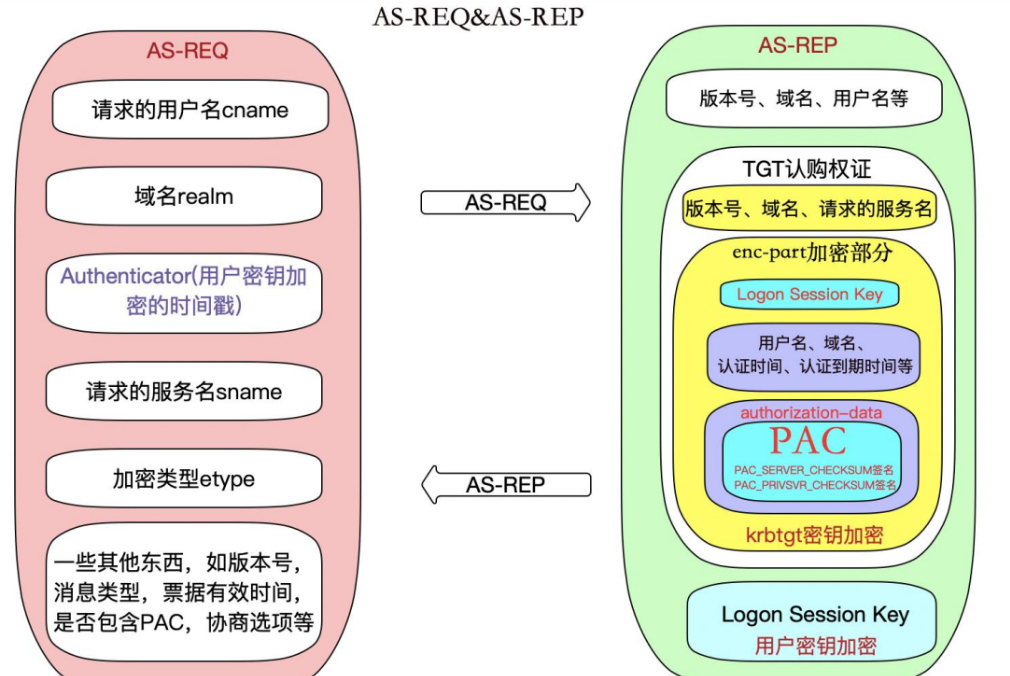 AS-REQ&AS-REP
AS-REQ
请求的用户名cname
域名realm
Authenticator(用户密钥加
密的时间戳)
请求的服务名sname
加密类型etype
一些其他东西，如版本号，
消息类型，票据有效时间，
是否包含PAC，协商选项等
AS-REQ
AS-REP
AS-REP
版本号、域名、用户名等
TGT认购权证
版本号、域名、请求的服务名
enc-part加密部分
Logon Session Key
用户名、域名、
认证时间、认证到期时间等
authorization-data
PAC
PAC_SERVER_CHECKSUM签名
PAC_PRIVSVR_CHECKSUM签名
krbtgt密钥加密
Logon Session Key
用户密钥加密